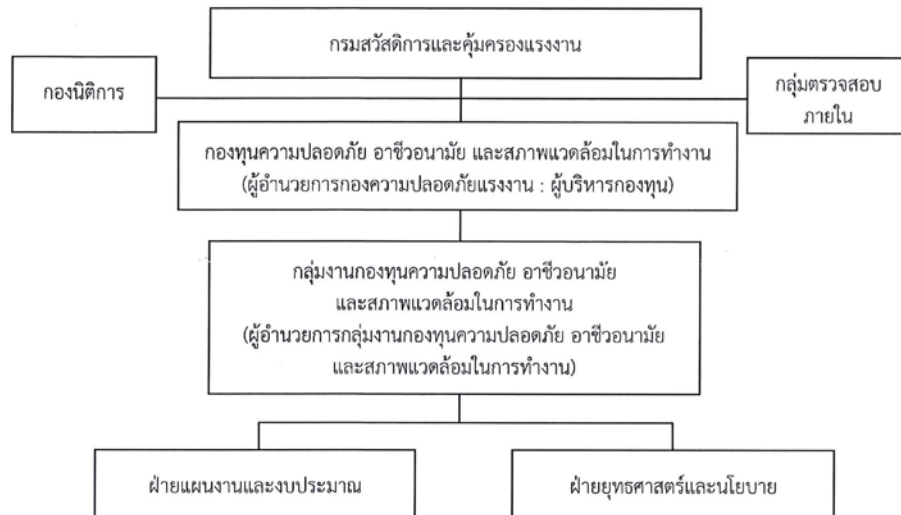 กรมสวัสดิการและคุ้มครองแรงงาน
กองนิติการ
กลุ่มตรวจสอบ
ภายใน
กองทุนความปลอดภัย อาชีวอนามัย และสภาพแวดล้อมในการทำงาน
(ผู้อำนวยการกองความปลอดภัยแรงงาน : ผู้บริหารกองทุน)
กลุ่มงานกองทุนความปลอดภัย อาชีวอนามัย
และสภาพแวดล้อมในการทำงาน
(ผู้อำนวยการกลุ่มงานกองทุนความปลอดภัย อาชีวอนามัย
และสภาพแวดล้อมในการทำงาน)
ฝ่ายแผนงานและงบประมาณ
ฝ่ายยุทธศาสตร์และนโยบาย